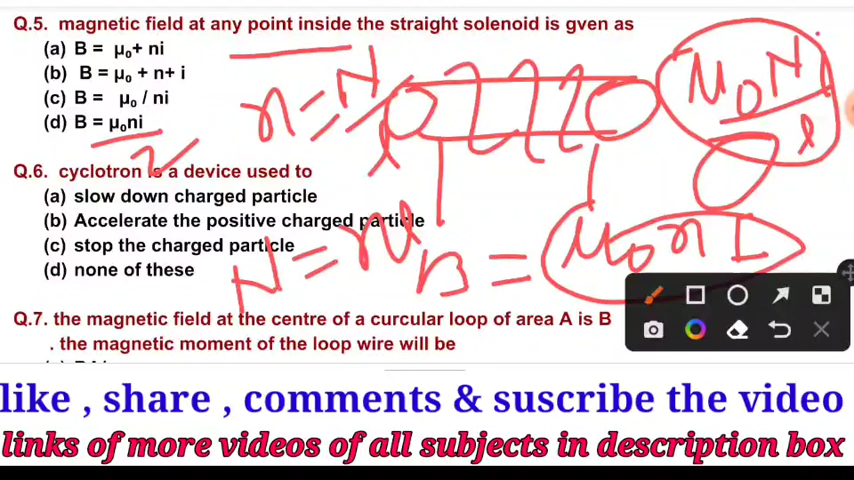 Q.5. magnetic field at any point inside the straight solenoid is gven as
(a) B = μ₀+ ni
(b) B = μ₀ + n+ i
(c) B = μ₀ / ni
(d) B = μ₀ni
n = N/l
μ₀Ni
l
Q.6. cyclotron is a device used to
(a) slow down charged particle
(b) Accelerate the positive charged particle
(c) stop the charged particle
(d) none of these
N = nl
B = μ₀nI
Q.7. the magnetic field at the centre of a curcular loop of area A is B
. the magnetic moment of the loop wire will be
like , share , comments & suscribe the video
links of more videos of all subjects in description box